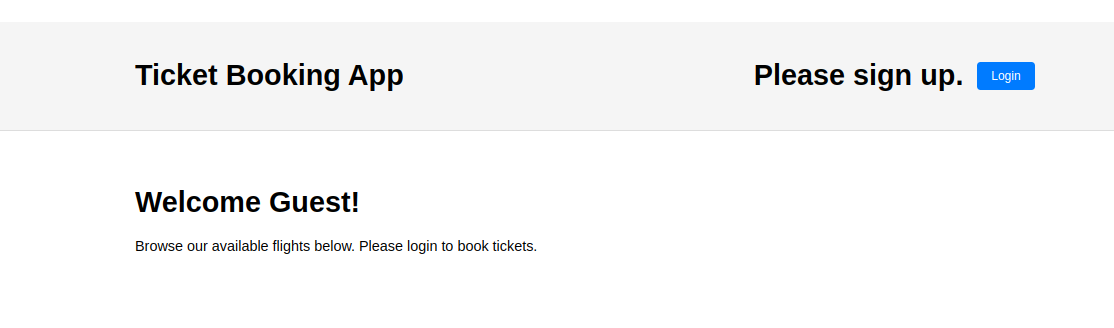 Ticket Booking App
Please sign up. Login
Welcome Guest!
Browse our available flights below. Please login to book tickets.